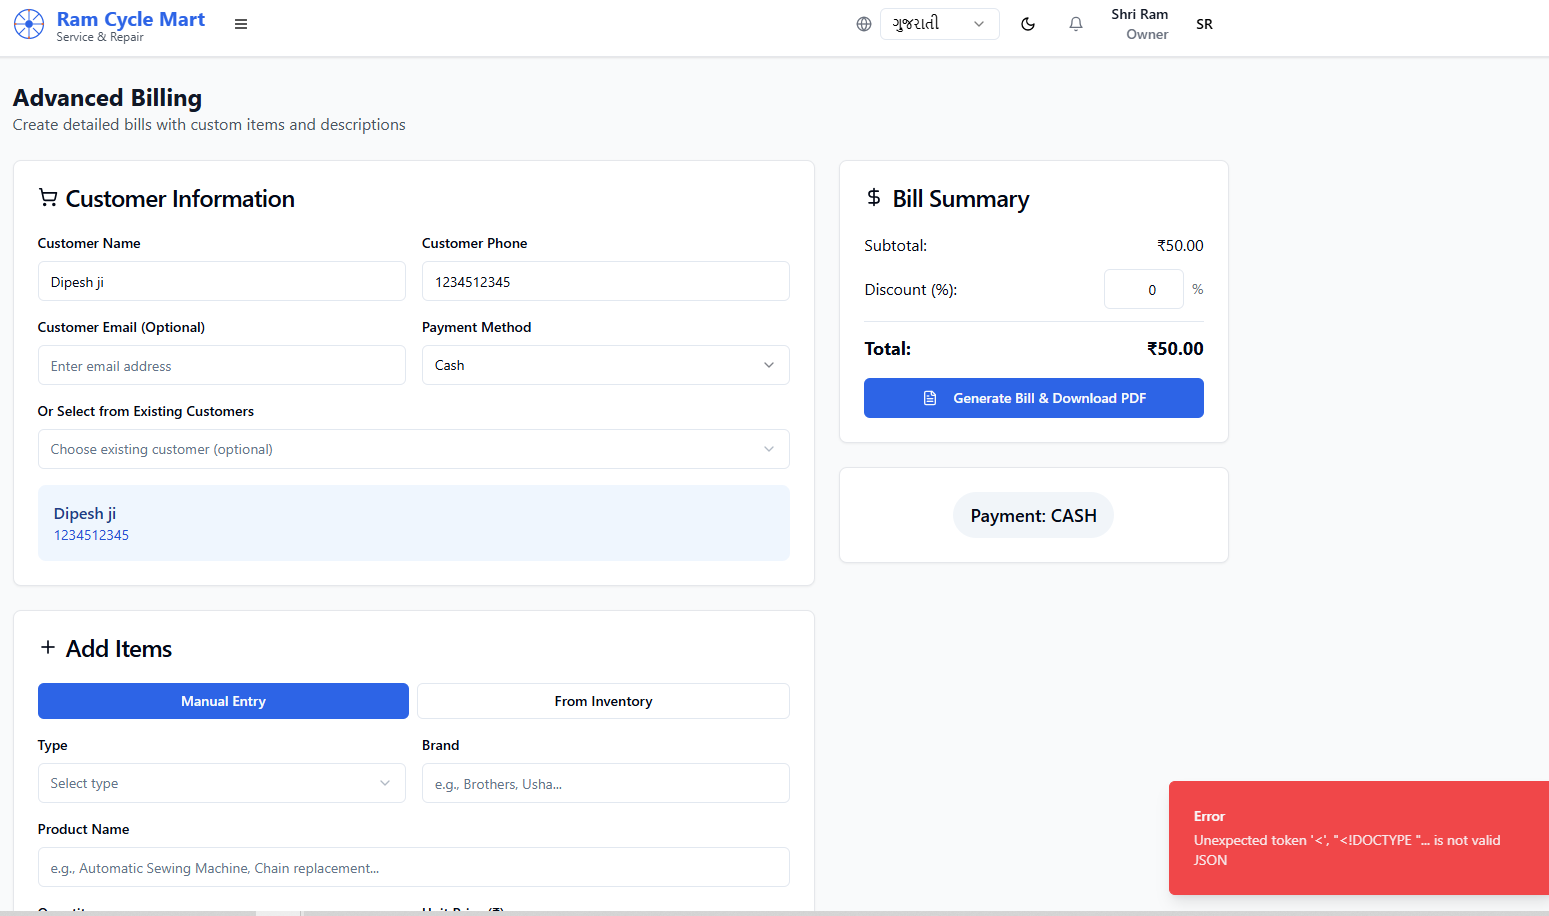 Ram Cycle Mart
Service & Repair
ગુજરાતી
Shri Ram
Owner
SR
Advanced Billing
Create detailed bills with custom items and descriptions
Customer Information
Customer Name
Customer Phone
Dipesh ji
1234512345
Customer Email (Optional)
Payment Method
Enter email address
Cash
Or Select from Existing Customers
Choose existing customer (optional)
Dipesh ji
1234512345
Bill Summary
Subtotal:
₹50.00
Discount (%):
0
%
Total:
₹50.00
Generate Bill & Download PDF
Payment: CASH
Add Items
Manual Entry
From Inventory
Type
Brand
Select type
e.g., Brothers, Usha...
Product Name
e.g., Automatic Sewing Machine, Chain replacement...
Error
Unexpected token '<', "<!DOCTYPE "... is not valid
JSON